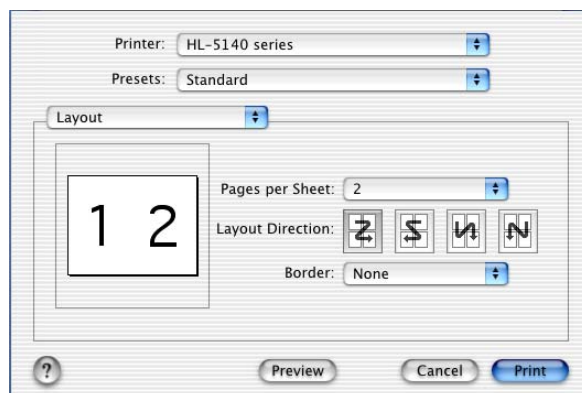 Printer: HL-5140 series
Presets: Standard
Layout
1 2
Pages per Sheet: 2
Layout Direction:
Border: None
? Preview Cancel Print